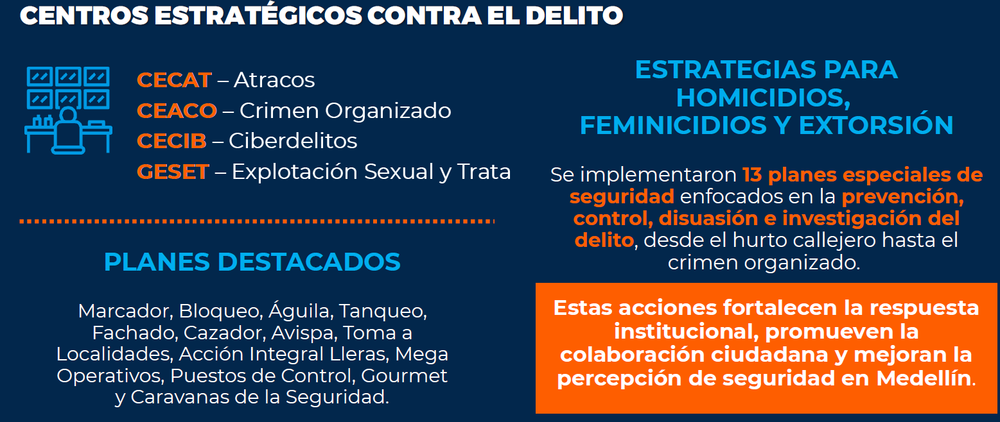 CENTROS ESTRATÉGICOS CONTRA EL DELITO
CECAT – Atracos
CEACO – Crimen Organizado
CECIB – Ciberdelitos
GESET – Explotación Sexual y Trata
PLANES DESTACADOS
Marcador, Bloqueo, Águila, Tanqueo,
Fachado, Cazador, Avispa, Toma a
Localidades, Acción Integral Lleras, Mega
Operativos, Puestos de Control, Gourmet
y Caravanas de la Seguridad.
ESTRATEGIAS PARA
HOMICIDIOS,
FEMINICIDIOS Y EXTORSIÓN
Se implementaron 13 planes especiales de
seguridad enfocados en la prevención,
control, disuasión e investigación del
delito, desde el hurto callejero hasta el
crimen organizado.
Estas acciones fortalecen la respuesta
institucional, promueven la
colaboración ciudadana y mejoran la
percepción de seguridad en Medellín.